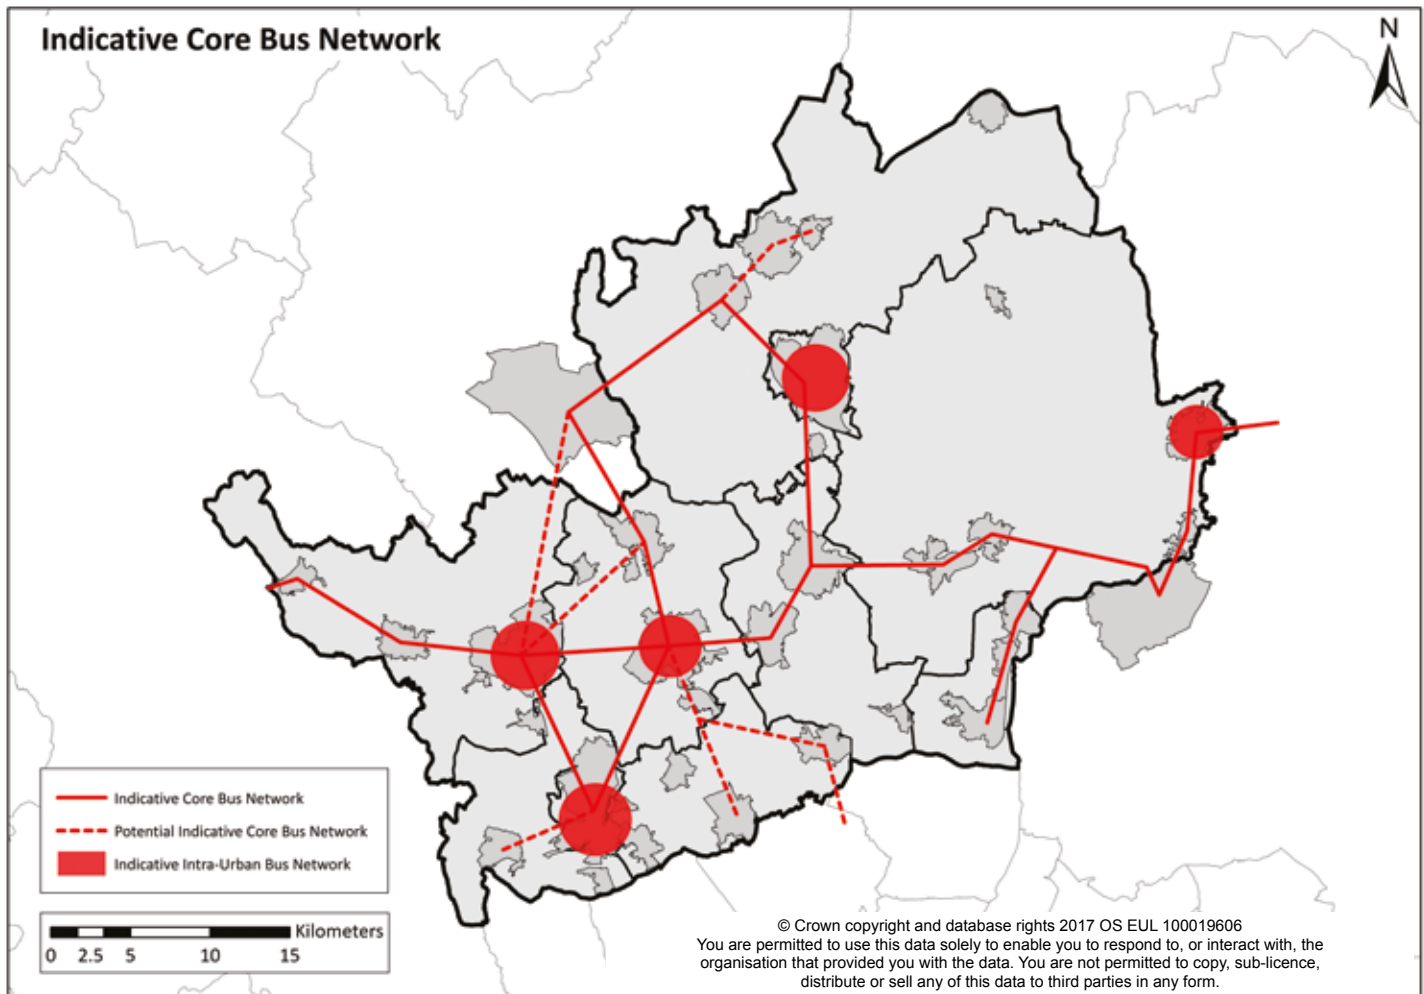 Indicative Core Bus Network
N
Indicative Core Bus Network
Potential Indicative Core Bus Network
Indicative Intra-Urban Bus Network
Kilometers
0 2.5 5 10 15
© Crown copyright and database rights 2017 OS EUL 100019606
You are permitted to use this data solely to enable you to respond to, or interact with, the
organisation that provided you with the data. You are not permitted to copy, sub-licence,
distribute or sell any of this data to third parties in any form.